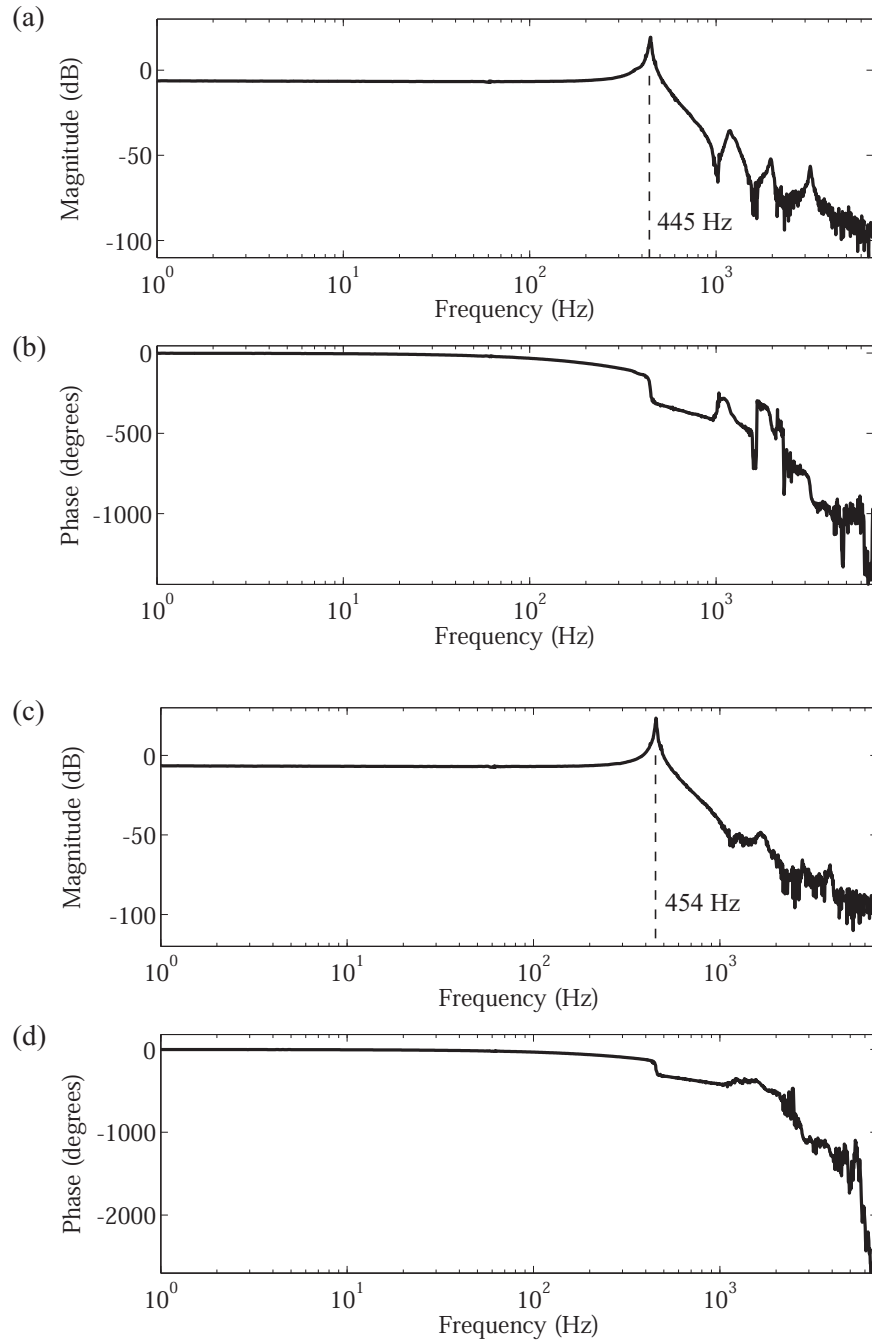 (a)
Magnitude (dB)
0
-50
-100
445 Hz
10^0
10^1
10^2
10^3
Frequency (Hz)
(b)
Phase (degrees)
0
-500
-1000
10^0
10^1
10^2
10^3
Frequency (Hz)
(c)
Magnitude (dB)
0
-50
-100
454 Hz
10^0
10^1
10^2
10^3
Frequency (Hz)
(d)
Phase (degrees)
0
-1000
-2000
10^0
10^1
10^2
10^3
Frequency (Hz)